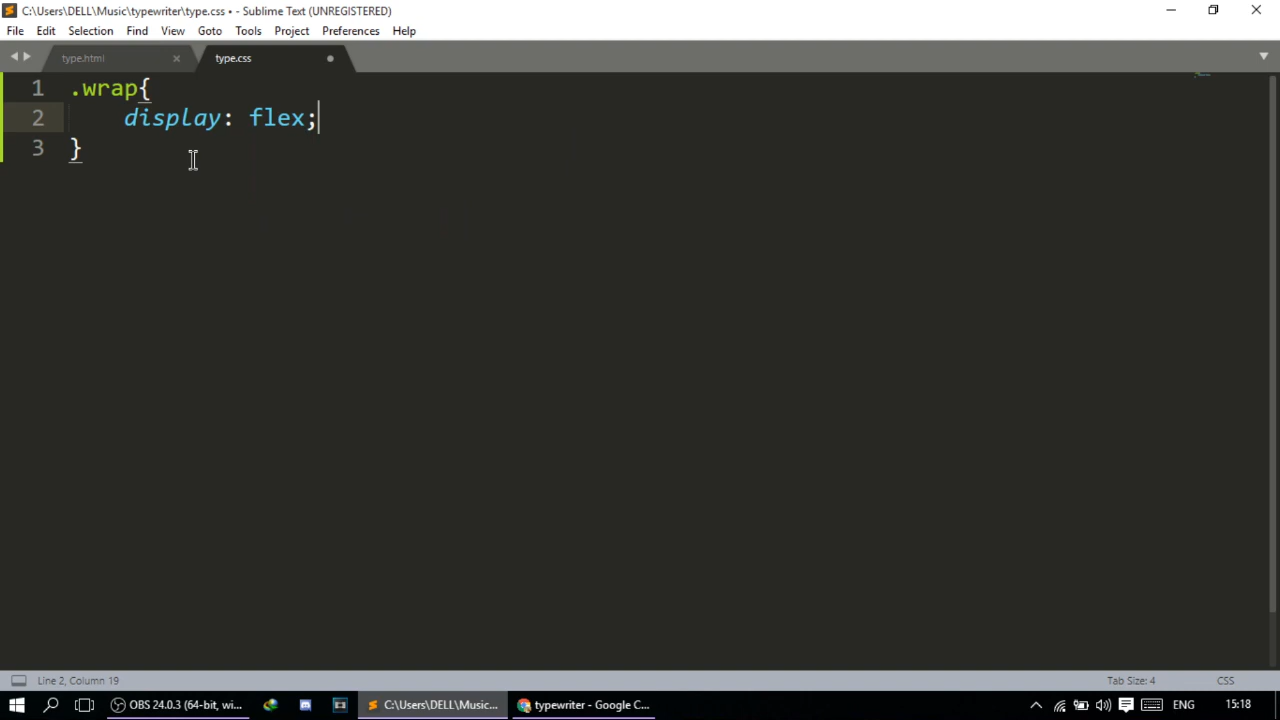 C:\Users\DELL\Music\typewriter\type.css • - Sublime Text (UNREGISTERED)
File Edit Selection Find View Goto Tools Project Preferences Help
type.html type.css
1 .wrap{
2 display: flex;
3 }
Line 2, Column 19 Tab Size: 4 CSS
OBS 24.0.3 (64-bit, wi... C:\Users\DELL\Music... typewriter - Google C... ENG 15:18